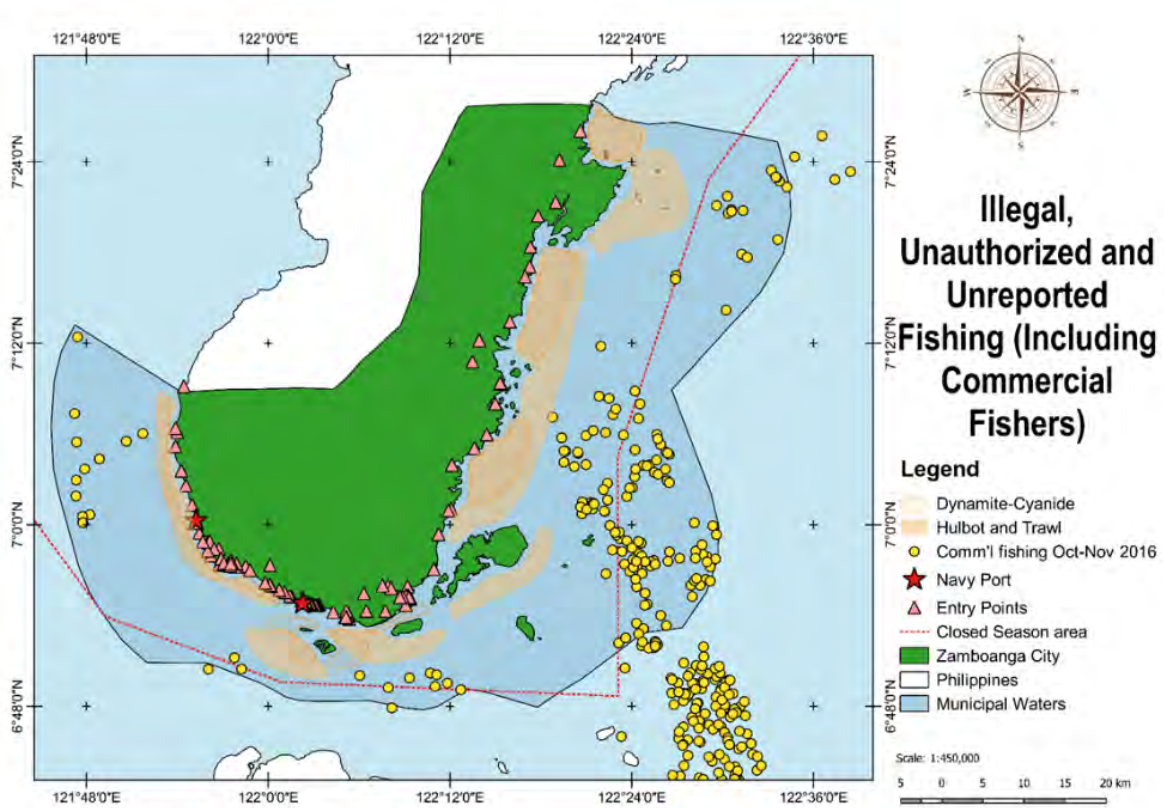 121°48'0"E 122°0'0"E 122°12'0"E 122°24'0"E 122°36'0"E
N
W E
S
7°24'0"N 7°24'0"N
Illegal,
Unauthorized and
Unreported
Fishing (Including
Commercial
Fishers)
7°12'0"N 7°12'0"N
Legend
Dynamite-Cyanide
7°0'0"N 7°0'0"N
Hulbot and Trawl
Comm'l fishing Oct-Nov 2016
Navy Port
Entry Points
Closed Season area
Zamboanga City
Philippines
6°48'0"N 6°48'0"N
Municipal Waters
Scale: 1:450,000
5 0 5 10 15 20 km
121°48'0"E 122°0'0"E 122°12'0"E 122°24'0"E 122°36'0"E